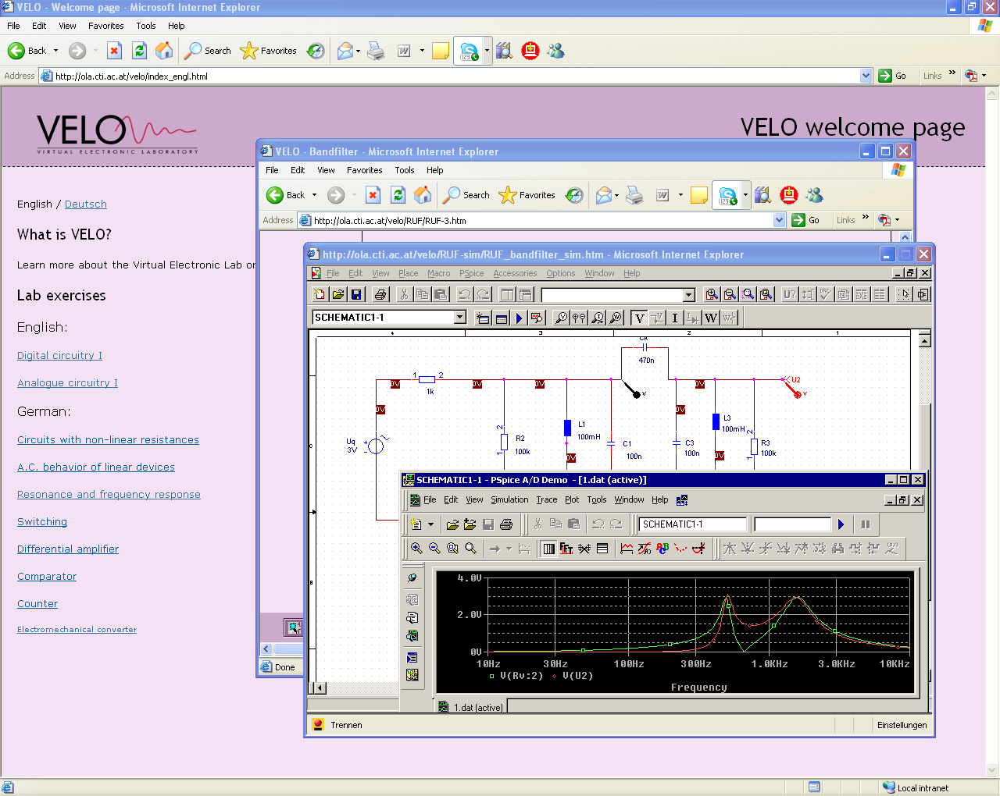 VELO - Welcome page - Microsoft Internet Explorer
File Edit View Favorites Tools Help
Back Search Favorites
Address http://ola.cti.ac.at/velo/index_engl.html Go Links
VELO
VIRTUAL ELECTRONIC LABORATORY
VELO welcome page
English / Deutsch
What is VELO?
Learn more about the Virtual Electronic Lab or
Lab exercises
English:
Digital circuitry I
Analogue circuitry I
German:
Circuits with non-linear resistances
A.C. behavior of linear devices
Resonance and frequency response
Switching
Differential amplifier
Comparator
Counter
Electromechanical converter
VELO - Bandfilter - Microsoft Internet Explorer
File Edit View Favorites Tools Help
Back Search Favorites
Address http://ola.cti.ac.at/velo/RUF/RUF-3.htm Go Links
Done
http://ola.cti.ac.at/velo/RUF-sim/RUF_bandfilter_sim.htm - Microsoft Internet Explorer
File Edit View Place Macro PSpice Accessories Options Window Help
U?
SCHEMATIC1-1
V I W
4 3 2 1
Ck
470n
1 2
0V 0V 0V 0V
1k
V
U2
V
0V 0V
Uq
3V
R2
100k
1 2
L1
100mH
C1
100n
C3
100n
L3
100mH
R3
100k
1 2
0V 0V
C
B
SCHEMATIC1-1 - PSpice A/D Demo - [1.dat (active)]
File Edit View Simulation Trace Plot Tools Window Help
SCHEMATIC1-1
4.0V
2.0V
0V
10Hz 30Hz 100Hz 300Hz 1.0KHz 3.0KHz 10KHz
V(Rv:2) V(U2)
Frequency
1.dat (active)
Trennen Einstellungen
Local intranet